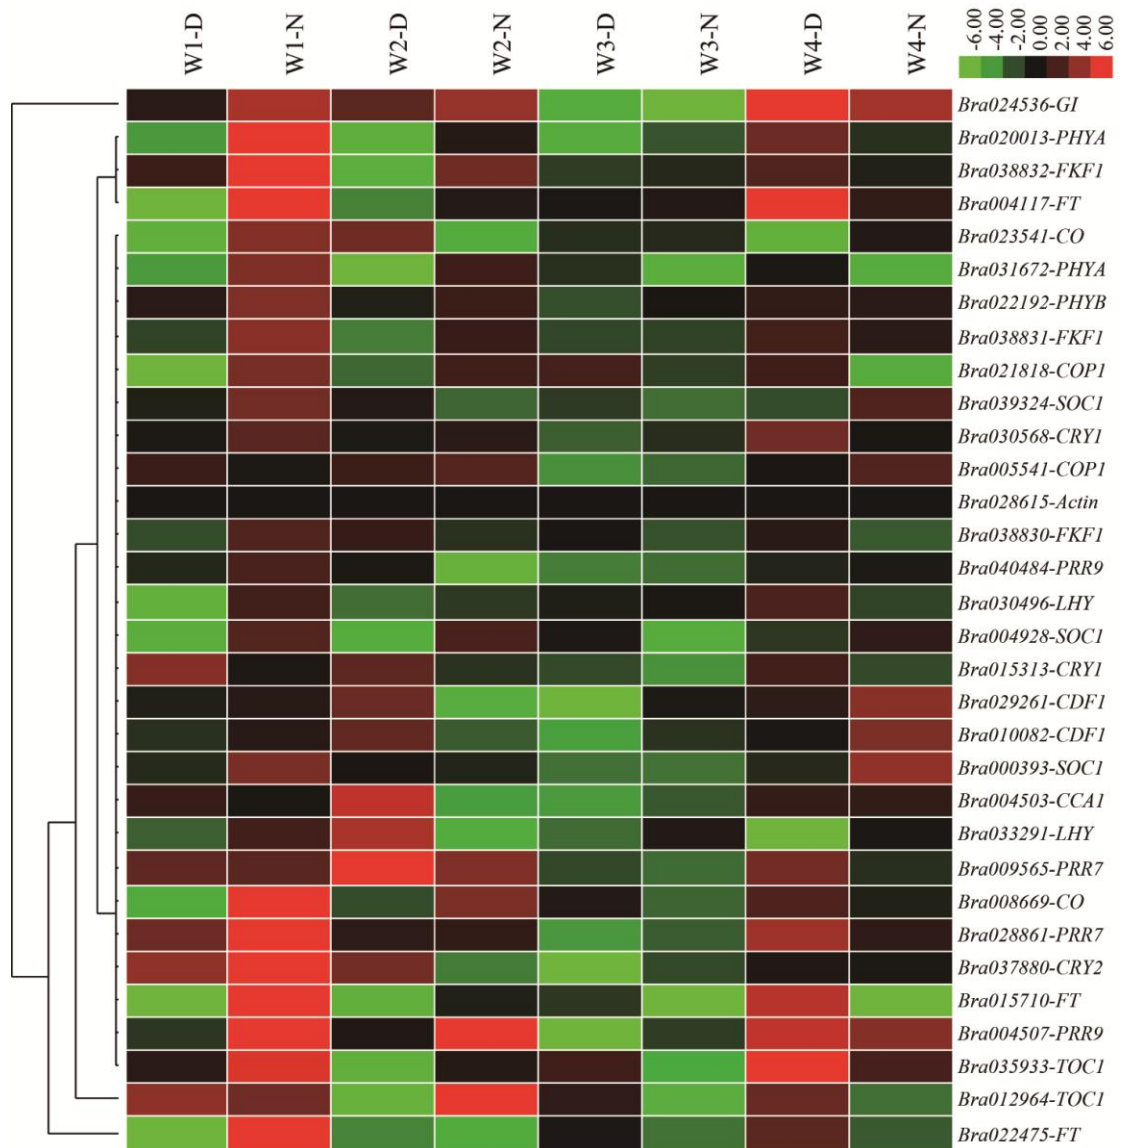 W1-D
W1-N
W2-D
W2-N
W3-D
W3-N
W4-D
W4-N
-6.00
-4.00
-2.00
0.00
2.00
4.00
6.00
Bra024536-GI
Bra020013-PHYA
Bra038832-FKF1
Bra004117-FT
Bra023541-CO
Bra031672-PHYA
Bra022192-PHYB
Bra038831-FKF1
Bra021818-COP1
Bra039324-SOC1
Bra030568-CRY1
Bra005541-COP1
Bra028615-Actin
Bra038830-FKF1
Bra040484-PRR9
Bra030496-LHY
Bra004928-SOC1
Bra015313-CRY1
Bra029261-CDF1
Bra010082-CDF1
Bra000393-SOC1
Bra004503-CCA1
Bra033291-LHY
Bra009565-PRR7
Bra008669-CO
Bra028861-PRR7
Bra037880-CRY2
Bra015710-FT
Bra004507-PRR9
Bra035933-TOC1
Bra012964-TOC1
Bra022475-FT